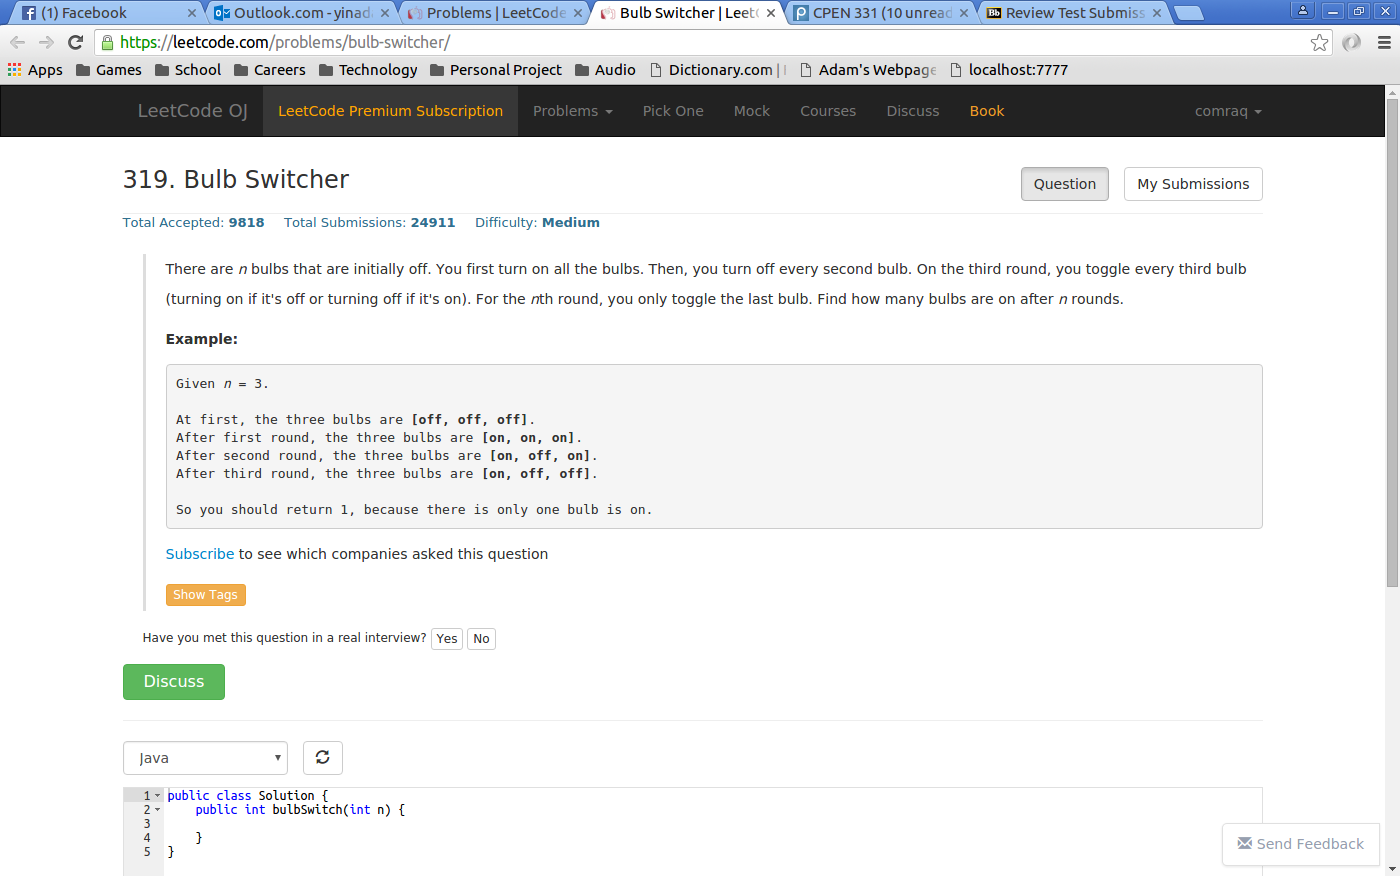 (1) Facebook
Outlook.com - yinad
Problems | LeetCode
Bulb Switcher | Leet
CPEN 331 (10 unread
Bb Review Test Submiss
https://leetcode.com/problems/bulb-switcher/
Apps Games School Careers Technology Personal Project Audio Dictionary.com | Adam's Webpage localhost:7777
LeetCode OJ LeetCode Premium Subscription Problems Pick One Mock Courses Discuss Book comraq
319. Bulb Switcher
Question My Submissions
Total Accepted: 9818 Total Submissions: 24911 Difficulty: Medium
There are n bulbs that are initially off. You first turn on all the bulbs. Then, you turn off every second bulb. On the third round, you toggle every third bulb
(turning on if it's off or turning off if it's on). For the nth round, you only toggle the last bulb. Find how many bulbs are on after n rounds.
Example:
Given n = 3.
At first, the three bulbs are [off, off, off].
After first round, the three bulbs are [on, on, on].
After second round, the three bulbs are [on, off, on].
After third round, the three bulbs are [on, off, off].
So you should return 1, because there is only one bulb is on.
Subscribe to see which companies asked this question
Show Tags
Have you met this question in a real interview? Yes No
Discuss
Java
1 public class Solution {
2 public int bulbSwitch(int n) {
3
4 }
5 }
Send Feedback